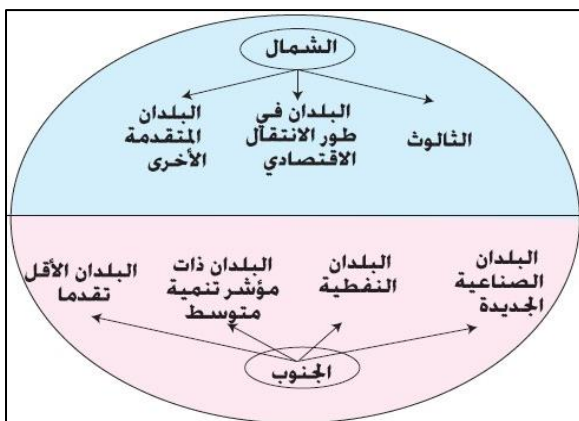 الشمال
الثالوث
البلدان في
طور الانتقال
الاقتصادي
البلدان
المتقدمة
الأخرى
البلدان
الصناعية
الجديدة
البلدان
النفطية
البلدان ذات
مؤشر تنمية
متوسط
البلدان الأقل
تقدما
الجنوب